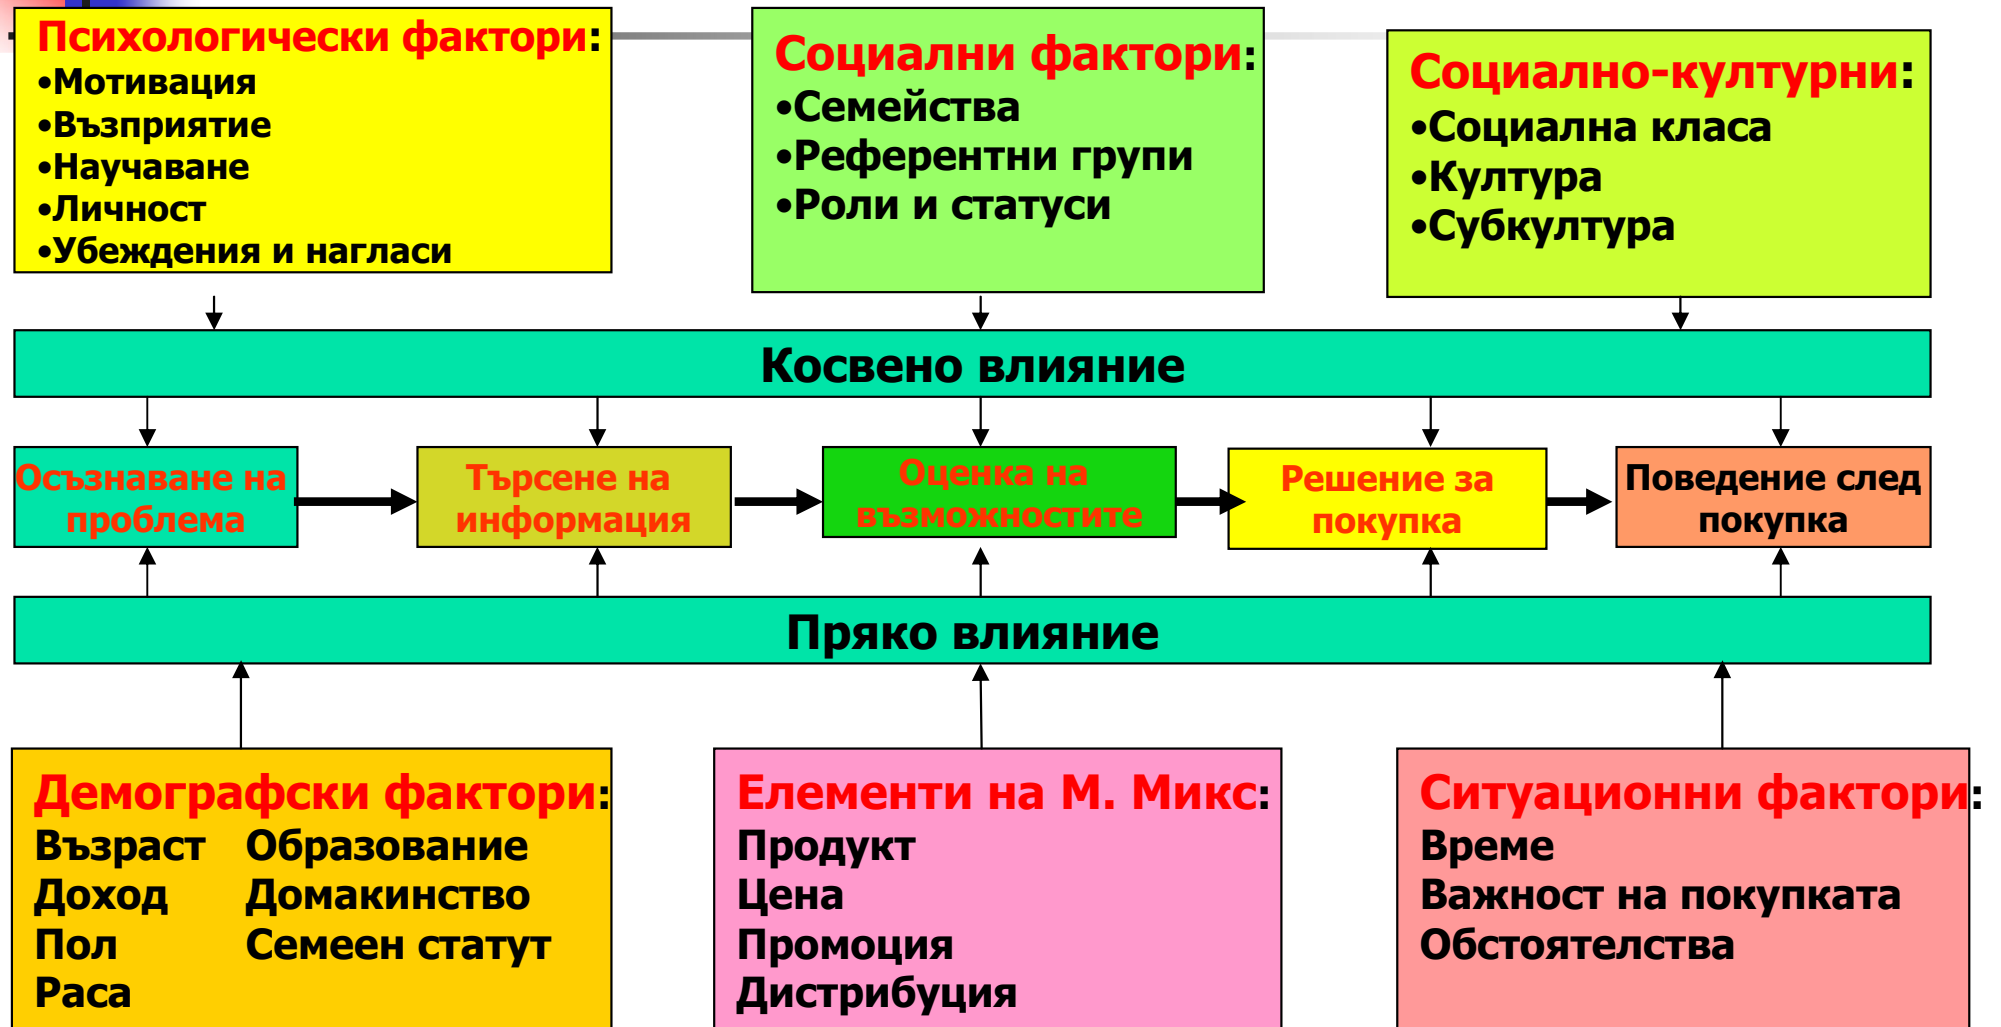 Психологически фактори:
•Мотивация
•Възприятие
•Научаване
•Личност
•Убеждения и нагласи
Социални фактори:
•Семейства
•Референтни групи
•Роли и статуси
Социално-културни:
•Социална класа
•Култура
•Субкултура
Косвено влияние
Осъзнаване на
проблема
Търсене на
информация
Оценка на
възможностите
Решение за
покупка
Поведение след
покупка
Пряко влияние
Демографски фактори:
Възраст Образование
Доход Домакинство
Пол Семеен статут
Раса
Елементи на М. Микс:
Продукт
Цена
Промоция
Дистрибуция
Ситуационни фактори:
Време
Важност на покупката
Обстоятелства